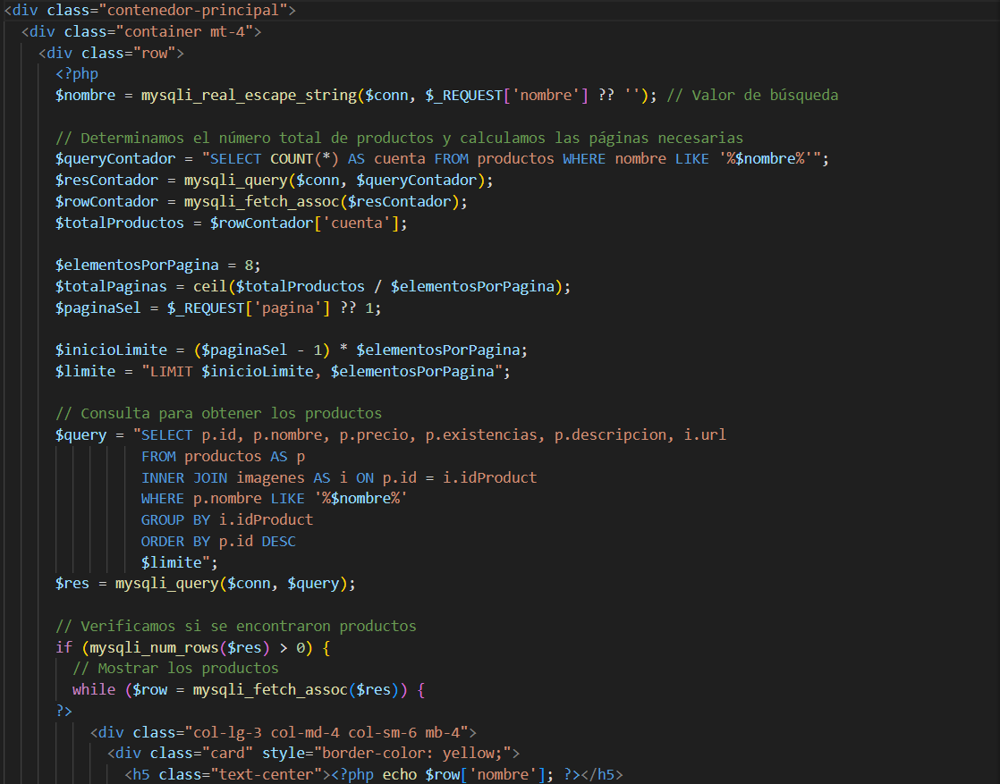 <div class="contenedor-principal">
<div class="container mt-4">
<div class="row">
<?php
$nombre = mysqli_real_escape_string($conn, $_REQUEST['nombre'] ?? ''); // Valor de búsqueda
// Determinamos el número total de productos y calculamos las páginas necesarias
$queryContador = "SELECT COUNT(*) AS cuenta FROM productos WHERE nombre LIKE '%$nombre%'";
$resContador = mysqli_query($conn, $queryContador);
$rowContador = mysqli_fetch_assoc($resContador);
$totalProductos = $rowContador['cuenta'];
$elementosPorPagina = 8;
$totalPaginas = ceil($totalProductos / $elementosPorPagina);
$paginaSel = $_REQUEST['pagina'] ?? 1;
$inicioLimite = ($paginaSel - 1) * $elementosPorPagina;
$limite = "LIMIT $inicioLimite, $elementosPorPagina";
// Consulta para obtener los productos
$query = "SELECT p.id, p.nombre, p.precio, p.existencias, p.descripcion, i.url
FROM productos AS p
INNER JOIN imagenes AS i ON p.id = i.idProduct
WHERE p.nombre LIKE '%$nombre%'
GROUP BY i.idProduct
ORDER BY p.id DESC
$limite";
$res = mysqli_query($conn, $query);
// Verificamos si se encontraron productos
if (mysqli_num_rows($res) > 0) {
// Mostrar los productos
while ($row = mysqli_fetch_assoc($res)) {
?>
<div class="col-lg-3 col-md-4 col-sm-6 mb-4">
<div class="card" style="border-color: yellow;">
<h5 class="text-center"><?php echo $row['nombre']; ?></h5>